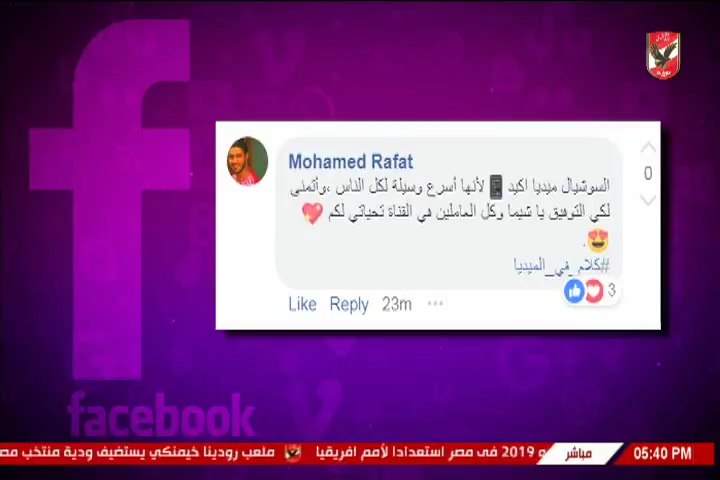 Mohamed Rafat
السوشيال ميديا اكيد 📱 لأنها أسرع وسيلة لكل الناس ،وأتمنى
لكي التوفيق يا شيما وكل العاملين في القناة تحياتي لكم 💖
😍.
#كلام_في_الميديا
0
3
Like Reply 23m ...
facebook
05:40 PM
مباشر
و 2019 فى مصر استعدادا لأمم افريقيا
ملعب رودينا خيمنكي يستضيف ودية منتخب مصـ